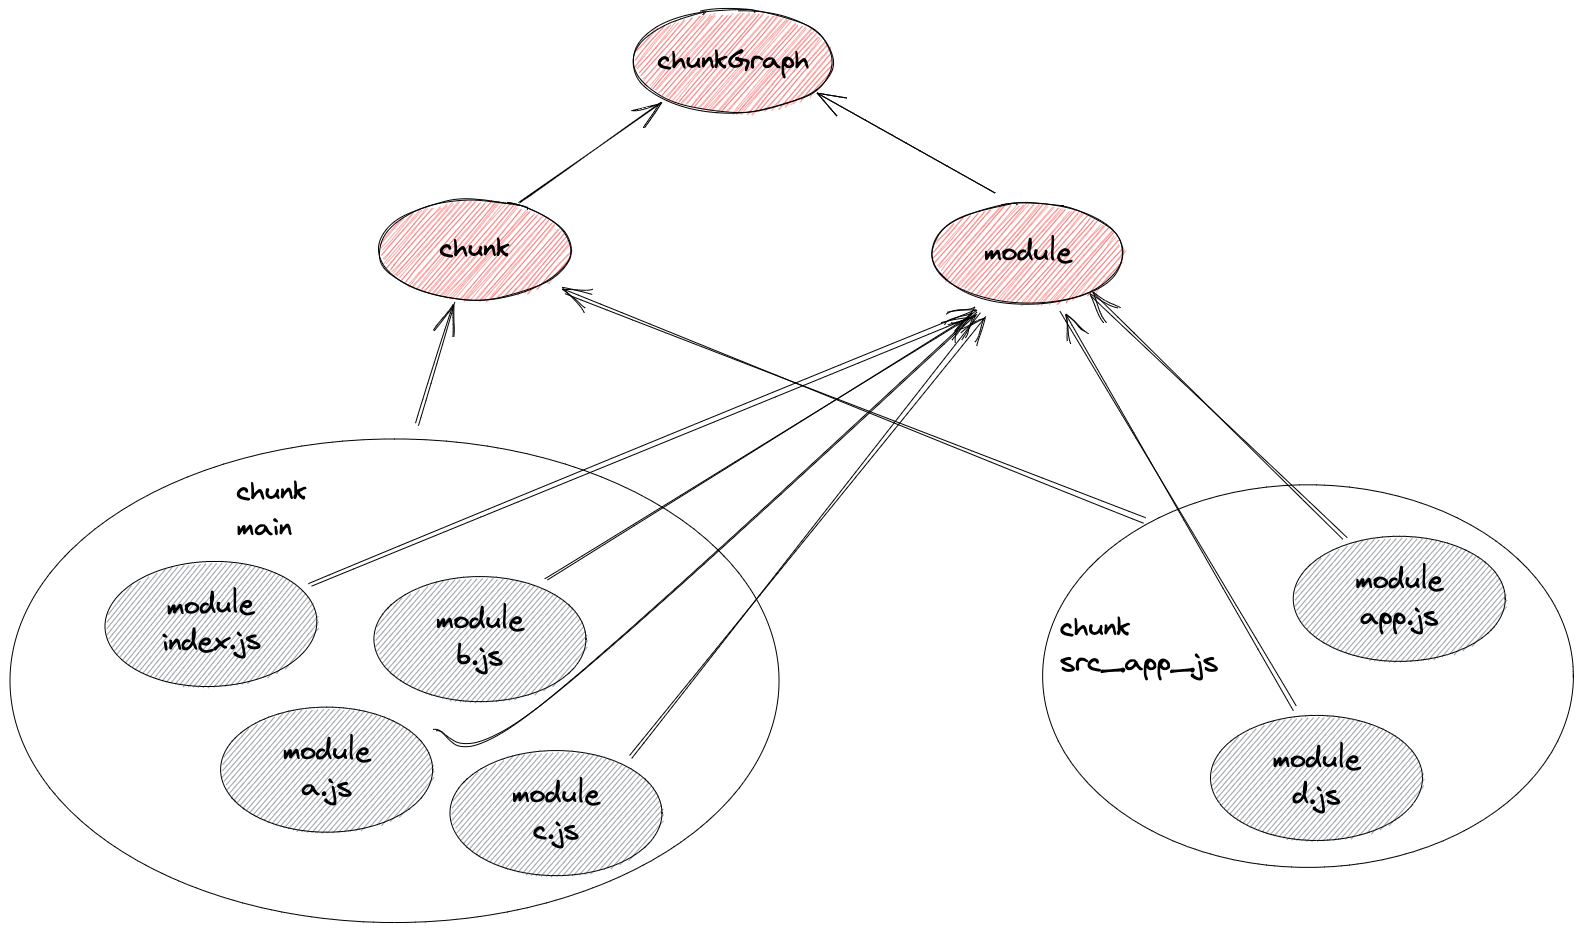 chunkGraph
chunk
module
chunk
main
module
index.js
module
b.js
module
a.js
module
c.js
chunk
src_app_js
module
app.js
module
d.js